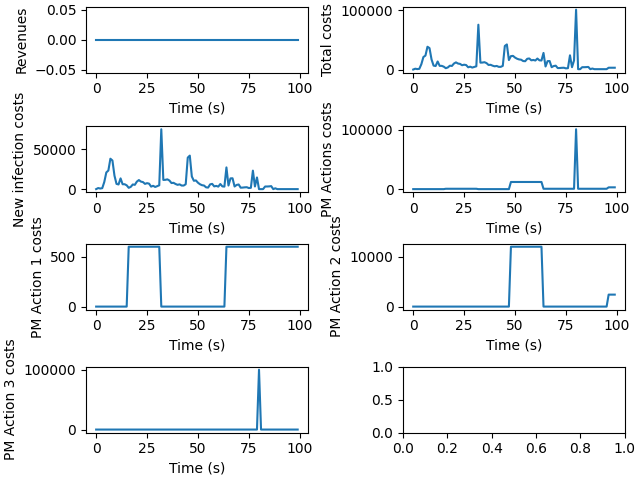 Revenues
0.05
0.00
−0.05
0 25 50 75 100
Time (s)
Total costs
100000
0
0 25 50 75 100
Time (s)
New infection costs
50000
0
0 25 50 75 100
Time (s)
PM Actions costs
100000
0
0 25 50 75 100
Time (s)
PM Action 1 costs
500
0
0 25 50 75 100
Time (s)
PM Action 2 costs
10000
0
0 25 50 75 100
Time (s)
PM Action 3 costs
100000
0
0 25 50 75 100
Time (s)
1.0
0.5
0.0
0.0 0.2 0.4 0.6 0.8 1.0